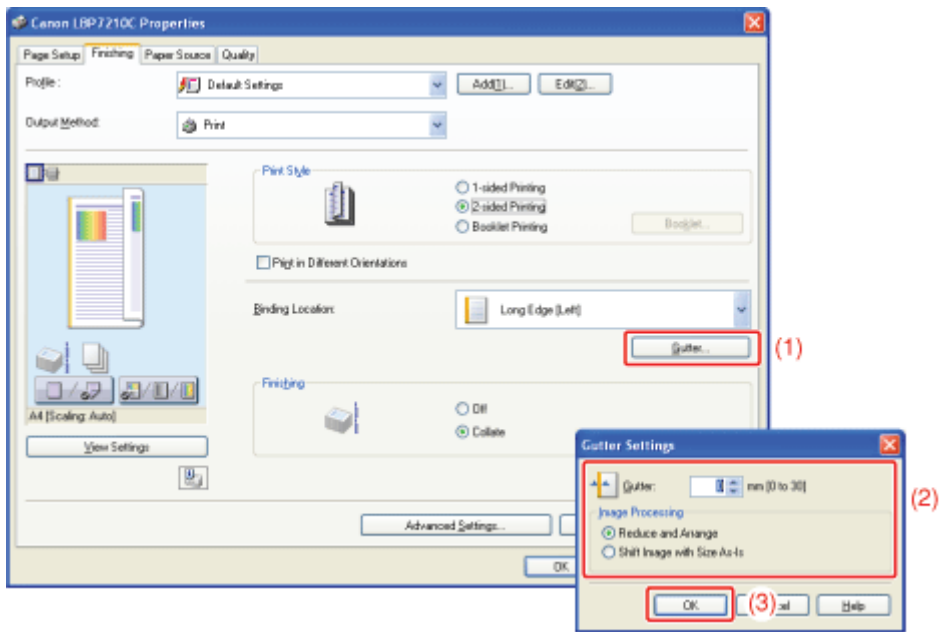 Canon LBP7210C Properties
Page Setup Finishing Paper Source Quality
Profile: Default Settings Add(1)... Edit(2)...
Output Method: Print
Print Style
1-sided Printing
2-sided Printing
Booklet Printing Booklet...
Print in Different Orientations
Binding Location: Long Edge [Left]
Gutter... (1)
Finishing
Off
Collate
A4 [Scaling: Auto]
View Settings
Advanced Settings...
OK
Gutter Settings
Gutter: 0 mm [0 to 30] (2)
Image Processing
Reduce and Arrange
Shift Image with Size As-Is
OK (3) Help